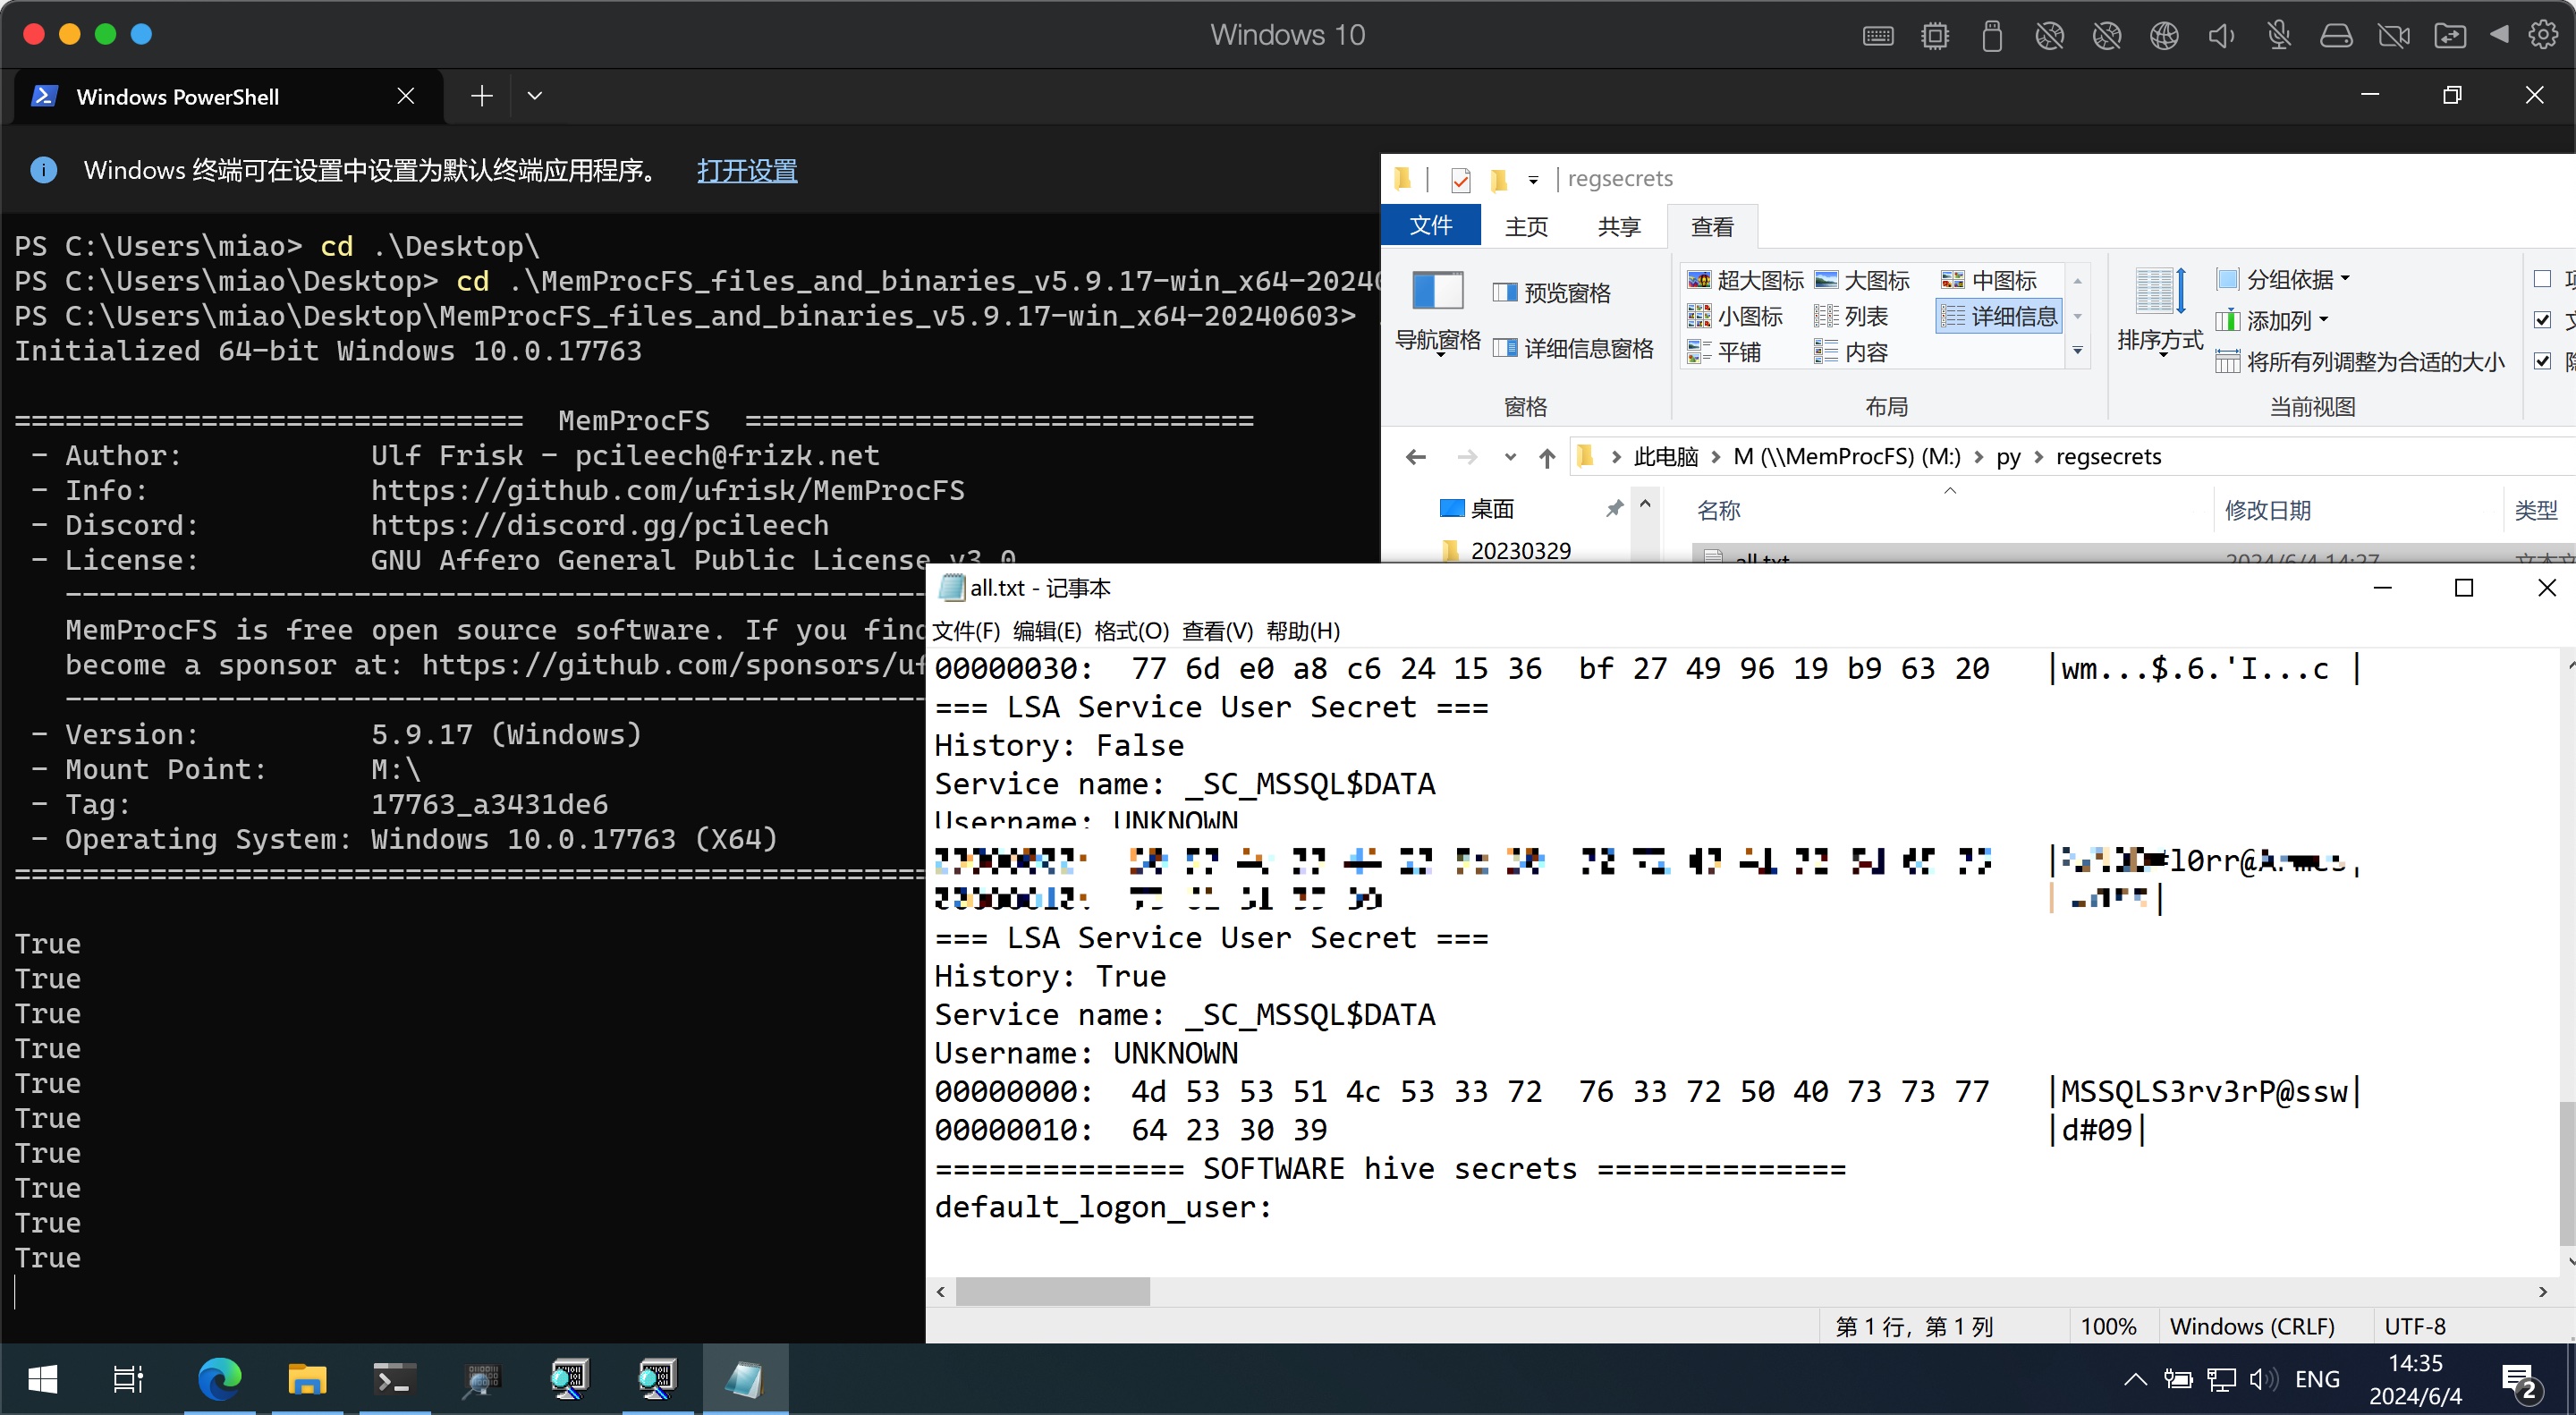 Windows 10
Windows PowerShell
Windows 终端可在设置中设置为默认终端应用程序。 打开设置
PS C:\Users\miao> cd .\Desktop\
PS C:\Users\miao\Desktop> cd .\MemProcFS_files_and_binaries_v5.9.17-win_x64-2024
PS C:\Users\miao\Desktop\MemProcFS_files_and_binaries_v5.9.17-win_x64-20240603>
Initialized 64-bit Windows 10.0.17763
============================== MemProcFS ==============================
- Author: Ulf Frisk - pcileech@frizk.net
- Info: https://github.com/ufrisk/MemProcFS
- Discord: https://discord.gg/pcileech
- License: GNU Affero General Public License v3.0
MemProcFS is free open source software. If you find
become a sponsor at: https://github.com/sponsors/uf
- Version: 5.9.17 (Windows)
- Mount Point: M:\
- Tag: 17763_a3431de6
- Operating System: Windows 10.0.17763 (X64)
True
True
True
True
True
True
True
True
True
True
regsecrets
文件 主页 共享 查看
导航窗格
预览窗格
详细信息窗格
窗格
超大图标 大图标 中图标
小图标 列表 详细信息
平铺 内容
布局
排序方式
分组依据
添加列
将所有列调整为合适的大小
当前视图
此电脑 > M (\\MemProcFS) (M:) > py > regsecrets
桌面
20230329
名称 修改日期 类型
all.txt 2024/6/4 14:27
all.txt - 记事本
文件(F) 编辑(E) 格式(O) 查看(V) 帮助(H)
00000030: 77 6d e0 a8 c6 24 15 36 bf 27 49 96 19 b9 63 20 |wm...$.6.'I...c |
=== LSA Service User Secret ===
History: False
Service name: _SC_MSSQL$DATA
Username: UNKNOWN
=== LSA Service User Secret ===
History: True
Service name: _SC_MSSQL$DATA
Username: UNKNOWN
00000000: 4d 53 53 51 4c 53 33 72 76 33 72 50 40 73 73 77 |MSSQLS3rv3rP@ssw|
00000010: 64 23 30 39 |d#09|
============== SOFTWARE hive secrets ==============
default_logon_user:
第 1 行，第 1 列 100% Windows (CRLF) UTF-8
ENG
14:35
2024/6/4
2